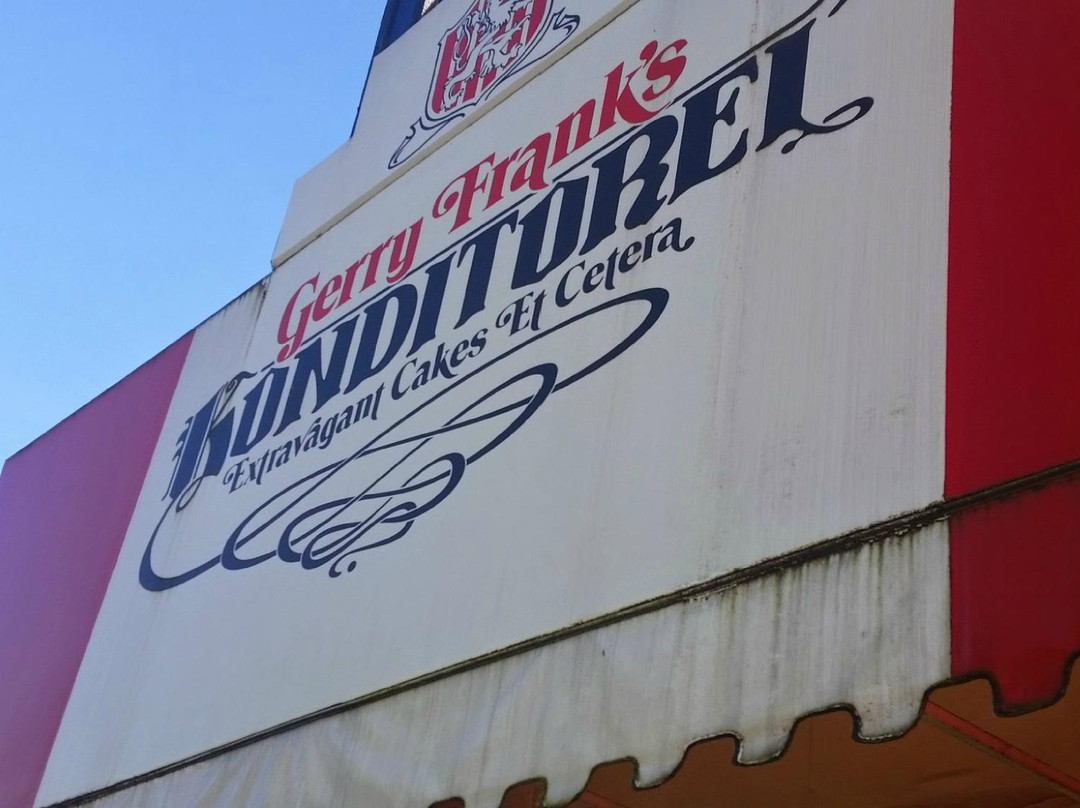 Gerry Frank's
KONDITOREI
Extravagant Cakes Et Cetera